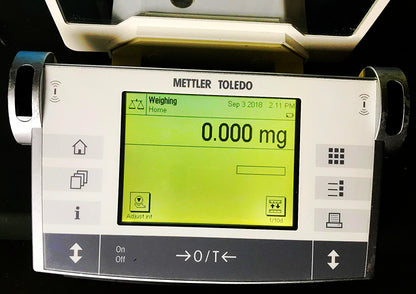 METTLER TOLEDO
Weighing
Home
Sep 3 2018 2.11 PM
0.000 mg
Adjust.int
1/10d
i
On
Off
→O/T←